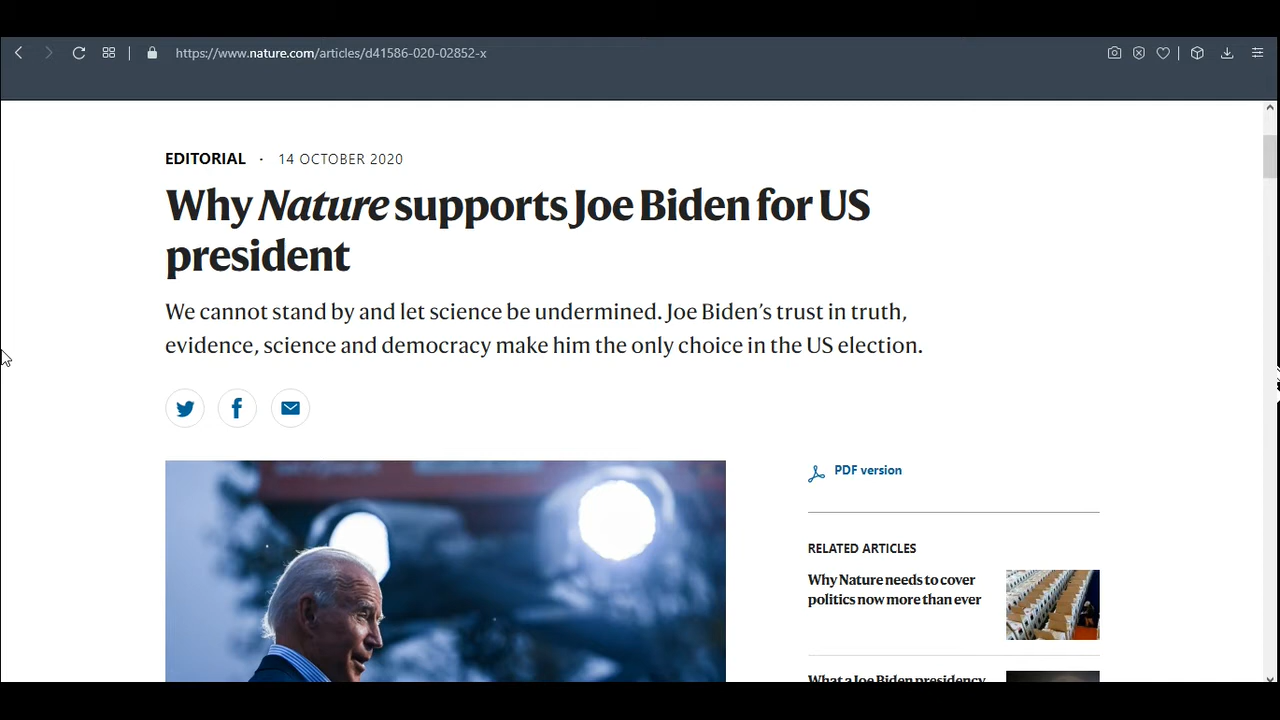 https://www.nature.com/articles/d41586-020-02852-x
EDITORIAL · 14 OCTOBER 2020
Why Nature supports Joe Biden for US
president
We cannot stand by and let science be undermined. Joe Biden's trust in truth,
evidence, science and democracy make him the only choice in the US election.
PDF version
RELATED ARTICLES
Why Nature needs to cover
politics now more than ever
What a Joe Biden presidency